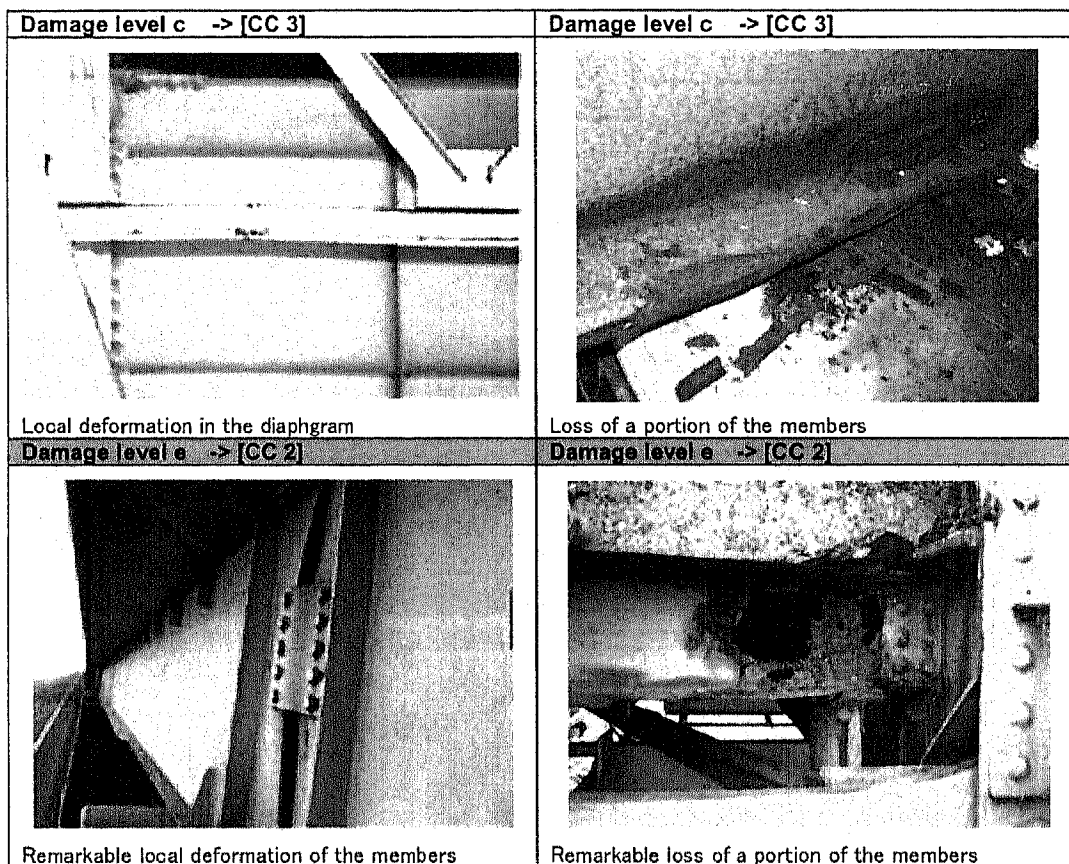 Damage level c -> [CC 3]
Damage level c -> [CC 3]
Local deformation in the diaphgram
Loss of a portion of the members
Damage level e -> [CC 2]
Damage level e -> [CC 2]
Remarkable local deformation of the members
Remarkable loss of a portion of the members